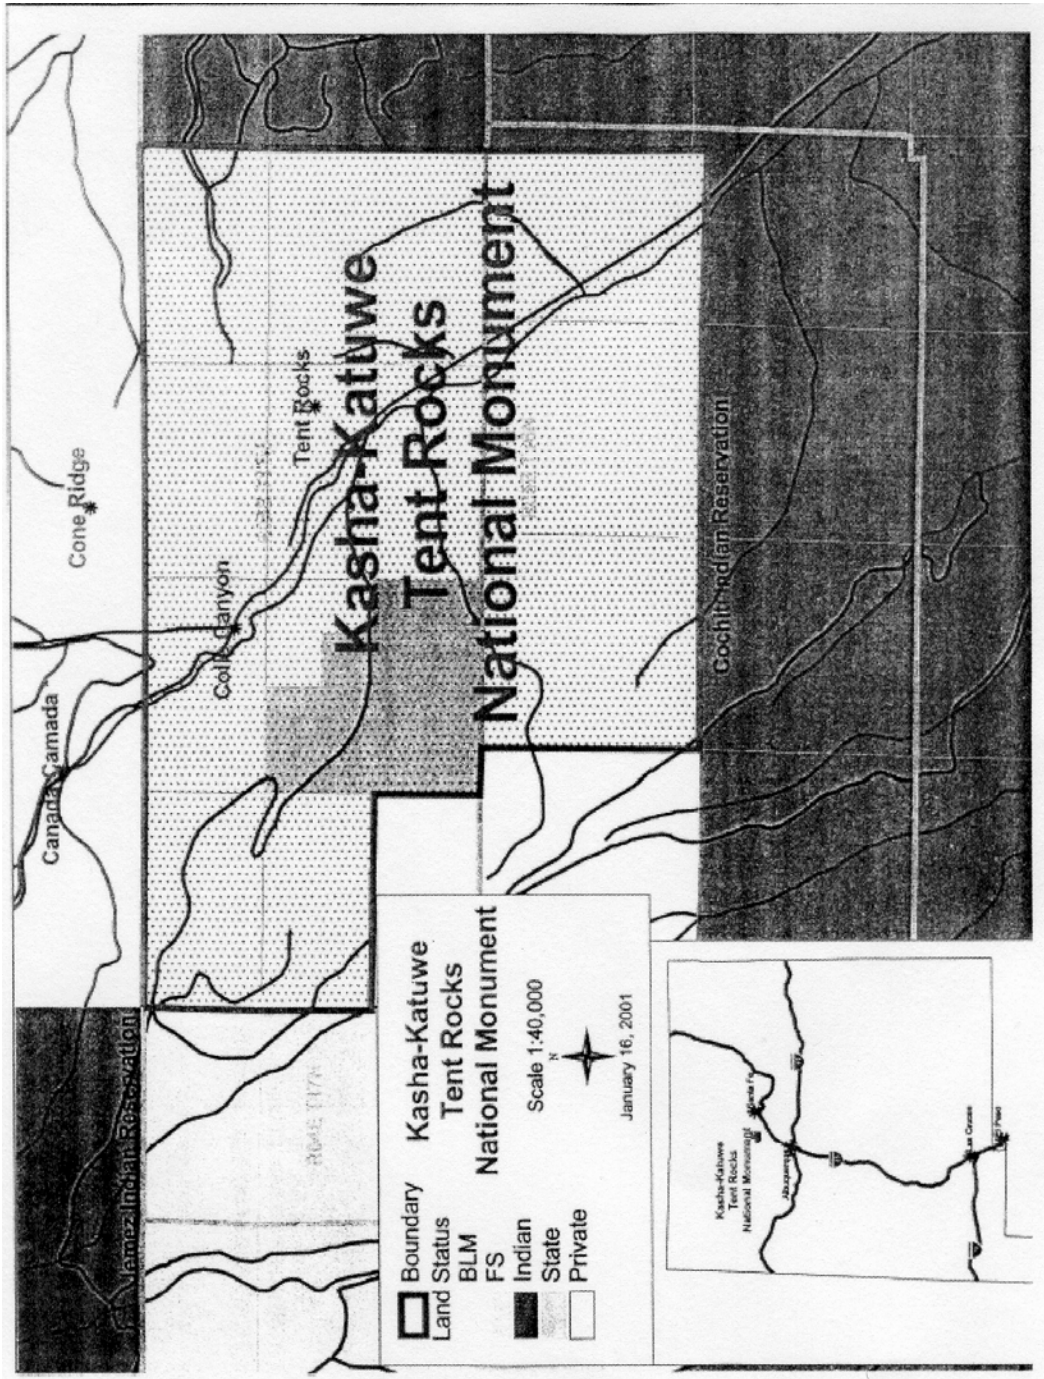 Cone Ridge
Canada Camada
Tent Rocks
Jemez Indian Reservation
Kasha-Katuwe
Tent Rocks
National Monument
Cochiti Indian Reservation
Boundary
Land Status
BLM
FS
Indian
State
Private
Kasha-Katuwe
Tent Rocks
National Monument
Scale 1:40,000
N
January 16, 2001
Kasha-Katuwe
Tent Rocks
National Monument
Santa Fe
Albuquerque
Las Cruces
El Paso